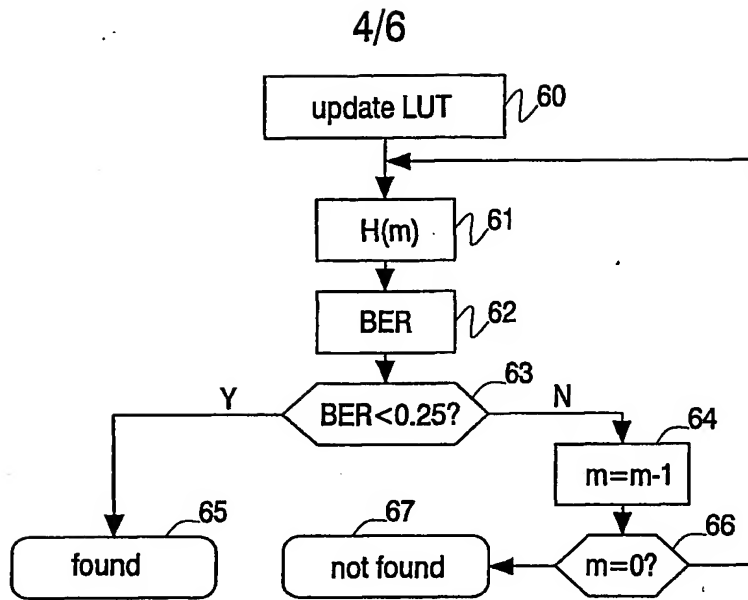 4/6
update LUT
60
H(m)
61
BER
62
BER<0.25?
63
Y
N
m=m-1
64
found
65
not found
67
m=0?
66